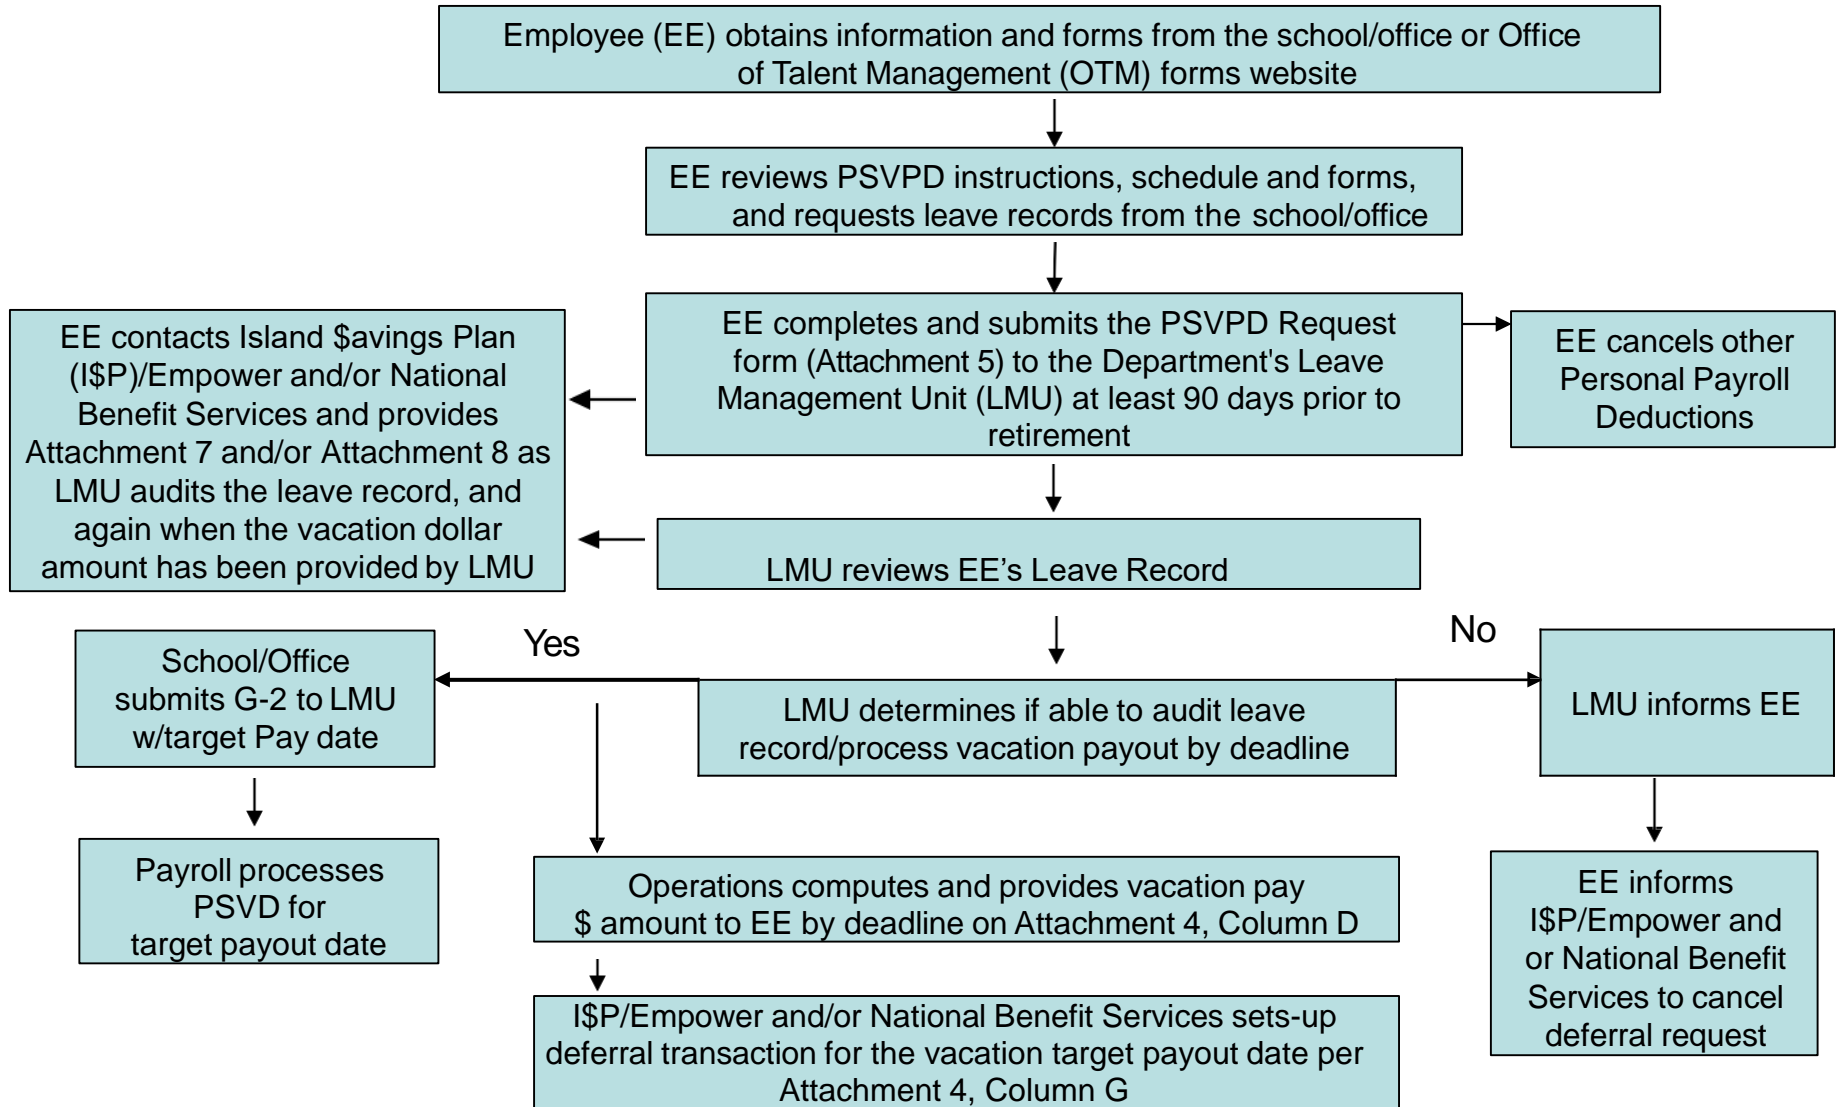 Employee (EE) obtains information and forms from the school/office or Office
of Talent Management (OTM) forms website
EE reviews PSVPD instructions, schedule and forms,
and requests leave records from the school/office
EE completes and submits the PSVPD Request
form (Attachment 5) to the Department's Leave
Management Unit (LMU) at least 90 days prior to
retirement
EE cancels other
Personal Payroll
Deductions
EE contacts Island $avings Plan
(I$P)/Empower and/or National
Benefit Services and provides
Attachment 7 and/or Attachment 8 as
LMU audits the leave record, and
again when the vacation dollar
amount has been provided by LMU
LMU reviews EE’s Leave Record
Yes
No
School/Office
submits G-2 to LMU
w/target Pay date
LMU determines if able to audit leave
record/process vacation payout by deadline
LMU informs EE
Payroll processes
PSVD for
target payout date
Operations computes and provides vacation pay
$ amount to EE by deadline on Attachment 4, Column D
EE informs
I$P/Empower and
or National Benefit
Services to cancel
deferral request
I$P/Empower and/or National Benefit Services sets-up
deferral transaction for the vacation target payout date per
Attachment 4, Column G